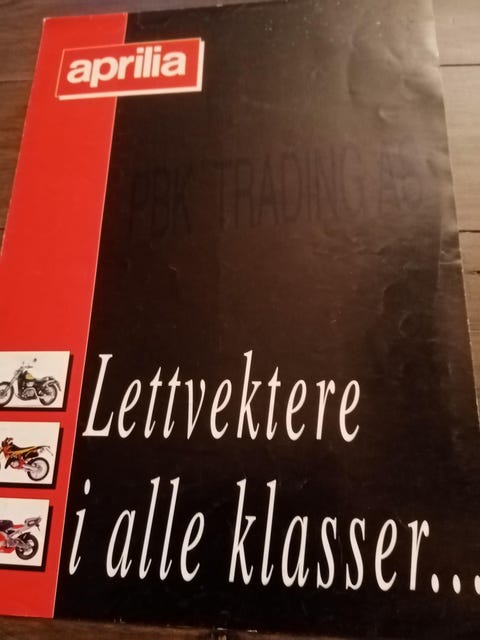 aprilia
PBK TRADING AS
Lettvektere
i alle klasser...